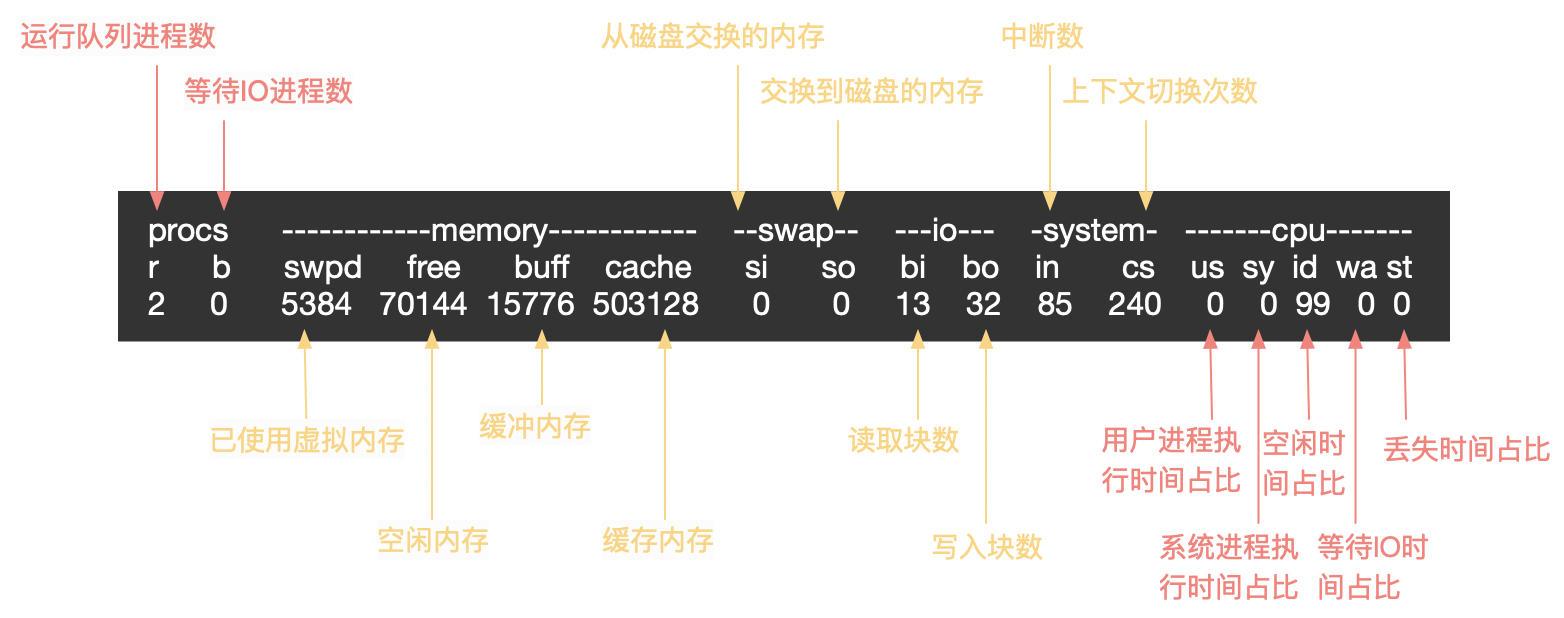 运行队列进程数
从磁盘交换的内存
中断数
等待IO进程数
交换到磁盘的内存
上下文切换次数
procs ------------memory------------ --swap-- ---io--- -system- -------cpu-------
r b swpd free buff cache si so bi bo in cs us sy id wa st
2 0 5384 70144 15776 503128 0 0 13 32 85 240 0 0 99 0 0
已使用虚拟内存
缓冲内存
读取块数
用户进程执
行时间占比
空闲时
间占比
丢失时间占比
空闲内存
缓存内存
写入块数
系统进程执
行时间占比
等待IO时
间占比